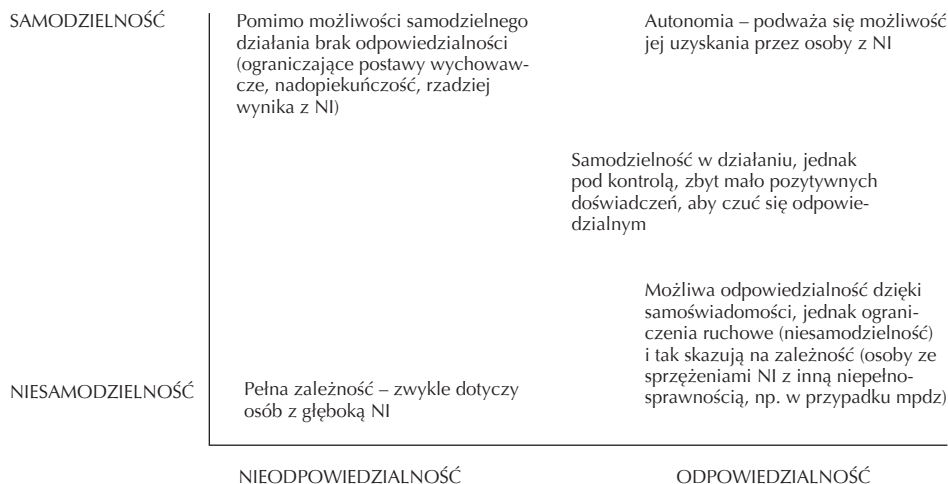 SAMODZIELNOŚĆ
Pomimo możliwości samodzielnego
działania brak odpowiedzialności
(ograniczające postawy wychowaw-
cze, nadopiekuńczość, rzadziej
wynika z NI)
Autonomia – podważa się możliwość
jej uzyskania przez osoby z NI
Samodzielność w działaniu, jednak
pod kontrolą, zbyt mało pozytywnych
doświadczeń, aby czuć się odpowie-
dzialnym
Możliwa odpowiedzialność dzięki
samoświadomości, jednak ograni-
czenia ruchowe (niesamodzielność)
i tak skazują na zależność (osoby ze
sprzężeniami NI z inną niepełno-
sprawnością, np. w przypadku mpdz)
NIESAMODZIELNOŚĆ
Pełna zależność – zwykle dotyczy
osób z głęboką NI
NIEODPOWIEDZIALNOŚĆ
ODPOWIEDZIALNOŚĆ